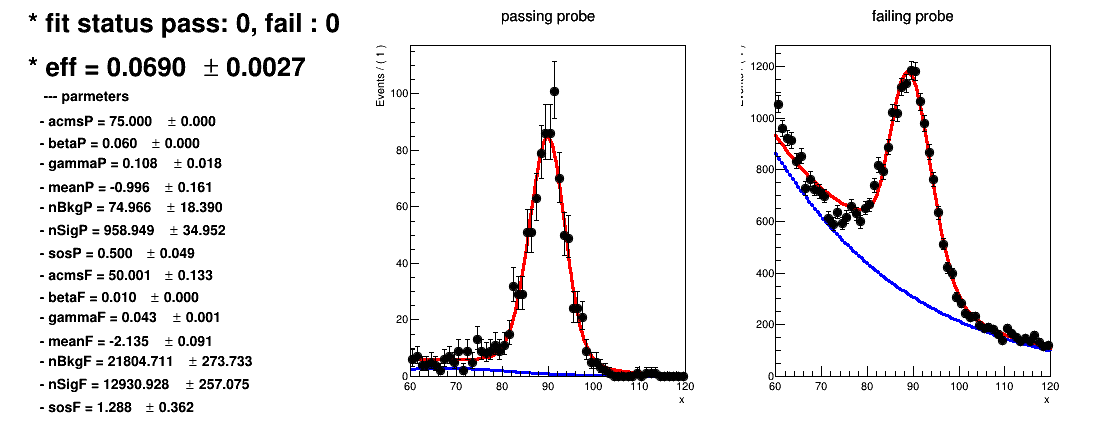 * fit status pass: 0, fail : 0
* eff = 0.0690 ± 0.0027
--- parmeters
- acmsP = 75.000 ± 0.000
- betaP = 0.060 ± 0.000
- gammaP = 0.108 ± 0.018
- meanP = -0.996 ± 0.161
- nBkgP = 74.966 ± 18.390
- nSigP = 958.949 ± 34.952
- sosP = 0.500 ± 0.049
- acmsF = 50.001 ± 0.133
- betaF = 0.010 ± 0.000
- gammaF = 0.043 ± 0.001
- meanF = -2.135 ± 0.091
- nBkgF = 21804.711 ± 273.733
- nSigF = 12930.928 ± 257.075
- sosF = 1.288 ± 0.362
passing probe
Events / ( 1 )
100
80
60
40
20
0
60 70 80 90 100 110 120
x
failing probe
1200
1000
800
600
400
200
0
60 70 80 90 100 110 120
x